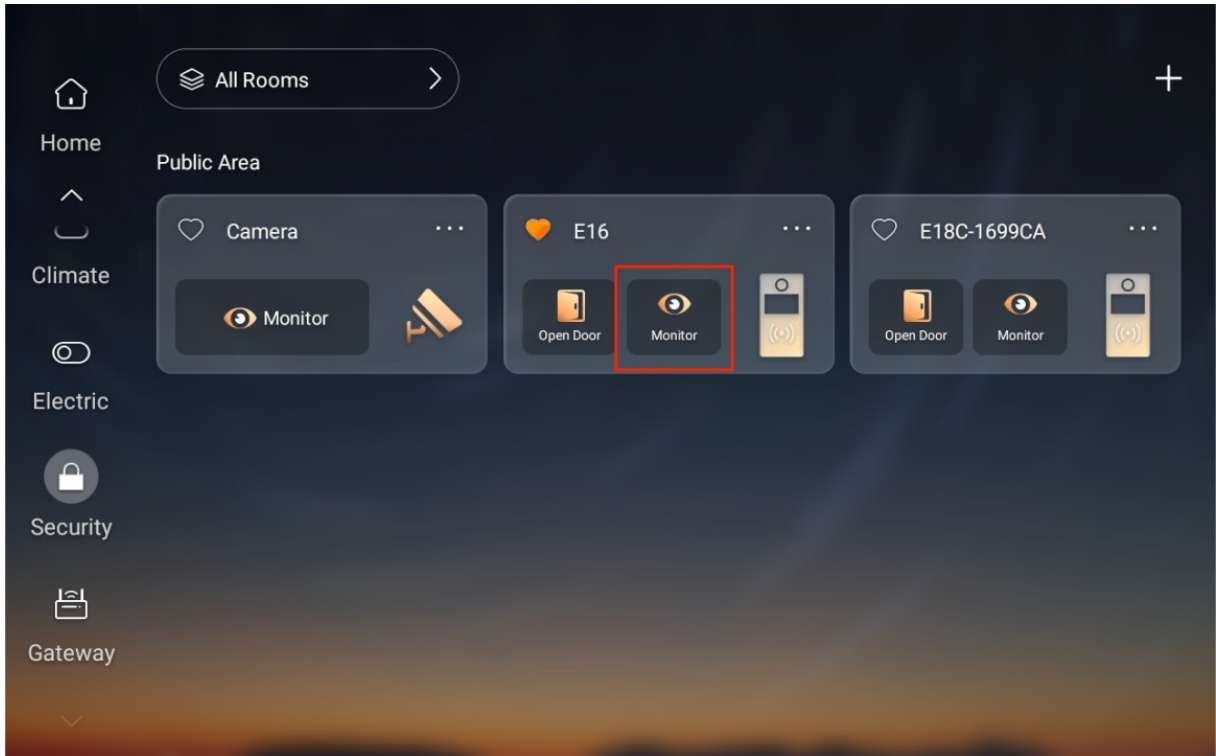 Home
Climate
Electric
Security
Gateway
All Rooms
Public Area
Camera
Monitor
E16
Open Door
Monitor
E18C-1699CA
Open Door
Monitor